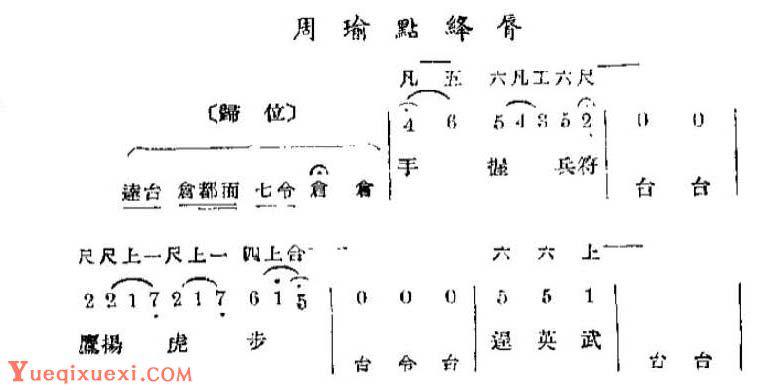 周瑜點絳脣
凡五 六凡工六尺
〔歸位〕
4 6 5 4 3 5 2 0 0
手 握 兵符
台 台
台 倉都面 七令倉 倉
尺尺上一尺上一 四上合 六 六 上
2 2 1 7 2 1 7 6 1 5 0 0 0 5 5 1 0 0
鷹揚 虎 步 逞英武
台 令 台 台 台
Yueqixuexi.com